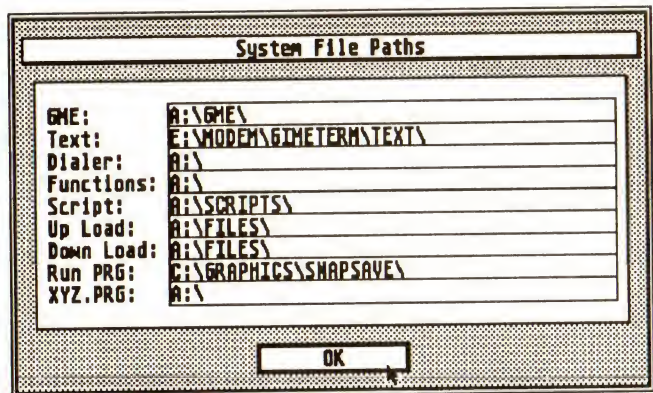 System File Paths
GME: A:\GME\
Text: E:\MODEM\GIMETERM\TEXT\
Dialer: A:\
Functions: A:\
Script: A:\SCRIPTS\
Up Load: A:\FILES\
Down Load: A:\FILES\
Run PRG: C:\GRAPHICS\SNAPSAVE\
XYZ.PRG: A:\
OK